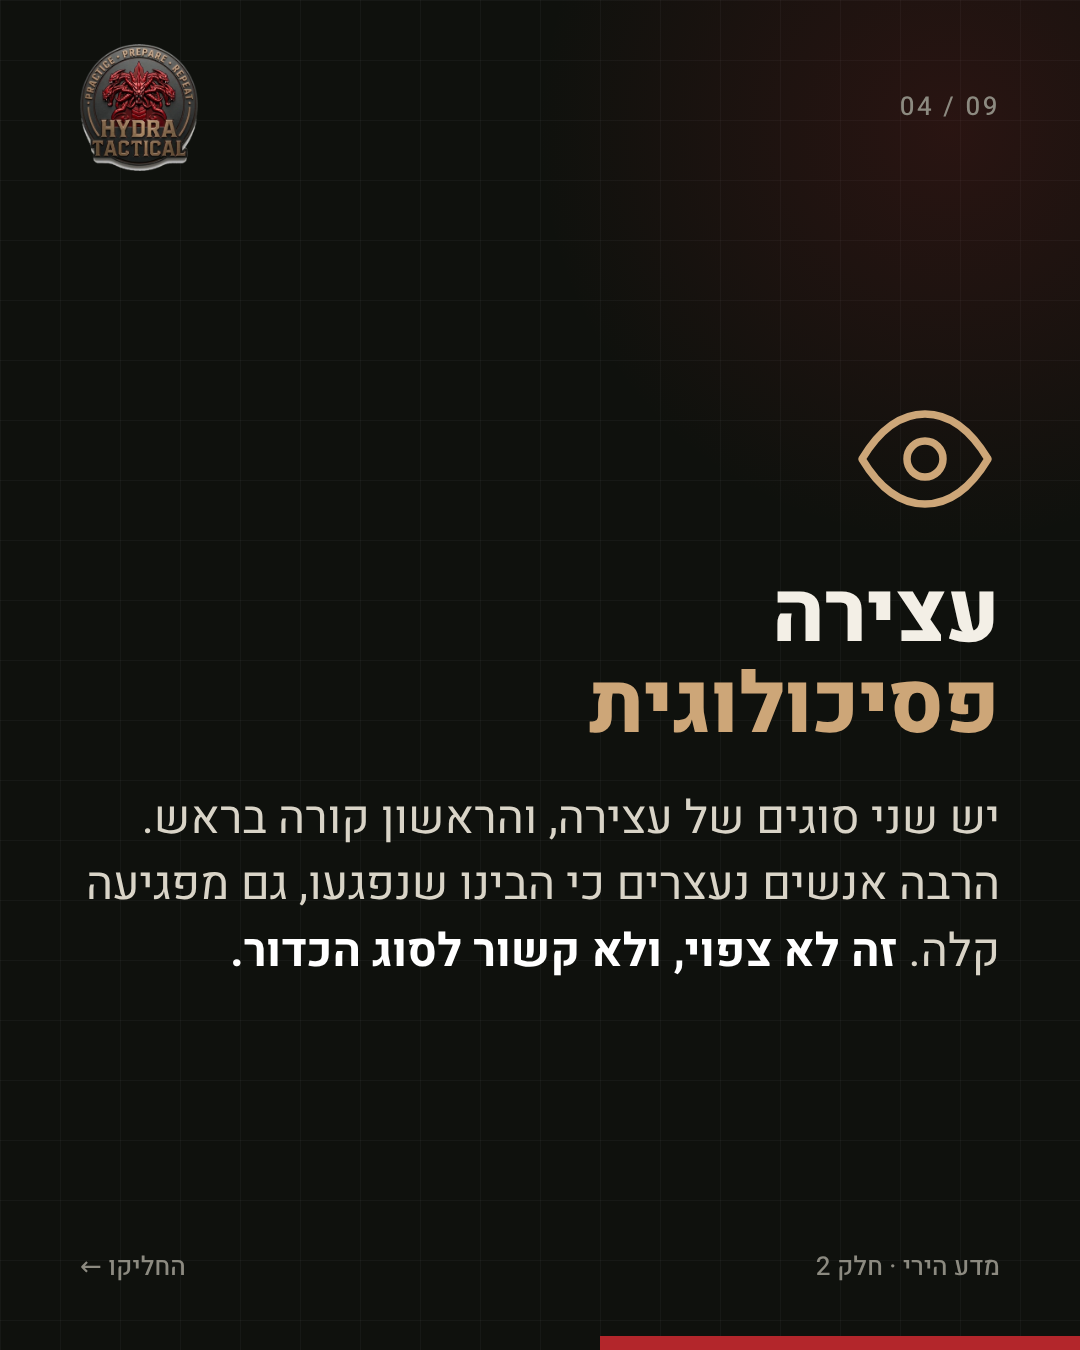 PRACTICE · PREPARE · REPEAT
HYDRA
TACTICAL
04 / 09
עצירה
פסיכולוגית
יש שני סוגים של עצירה, והראשון קורה בראש.
הרבה אנשים נעצרים כי הבינו שנפגעו, גם מפגיעה
קלה. זה לא צפוי, ולא קשור לסוג הכדור.
מדע הירי · חלק 2
החליקו ←